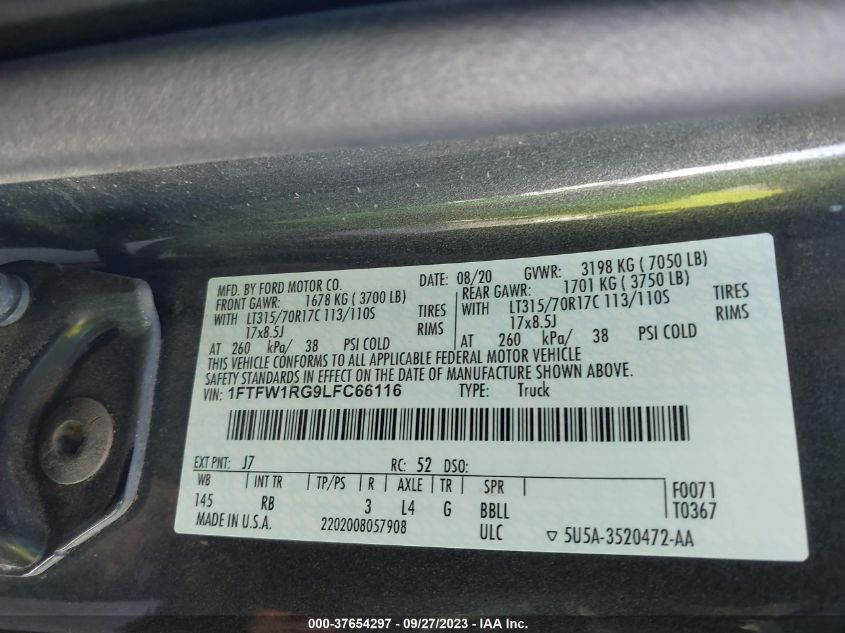 MFD. BY FORD MOTOR CO. DATE: 08/20 GVWR: 3198 KG ( 7050 LB)
FRONT GAWR: 1678 KG ( 3700 LB) REAR GAWR: 1701 KG ( 3750 LB)
WITH LT315/70R17C 113/110S TIRES WITH LT315/70R17C 113/110S TIRES
17x8.5J RIMS 17x8.5J RIMS
AT 260 kPa/ 38 PSI COLD AT 260 kPa/ 38 PSI COLD
THIS VEHICLE CONFORMS TO ALL APPLICABLE FEDERAL MOTOR VEHICLE
SAFETY STANDARDS IN EFFECT ON THE DATE OF MANUFACTURE SHOWN ABOVE.
VIN: 1FTFW1RG9LFC66116 TYPE: Truck
EXT PNT: J7 RC: 52 DSO:
WB INT TR TP/PS R AXLE TR SPR F0071
145 RB 3 L4 G BBLL T0367
MADE IN U.S.A. 2202008057908 ULC ▽ 5U5A-3520472-AA
000-37654297 - 09/27/2023 - IAA Inc.